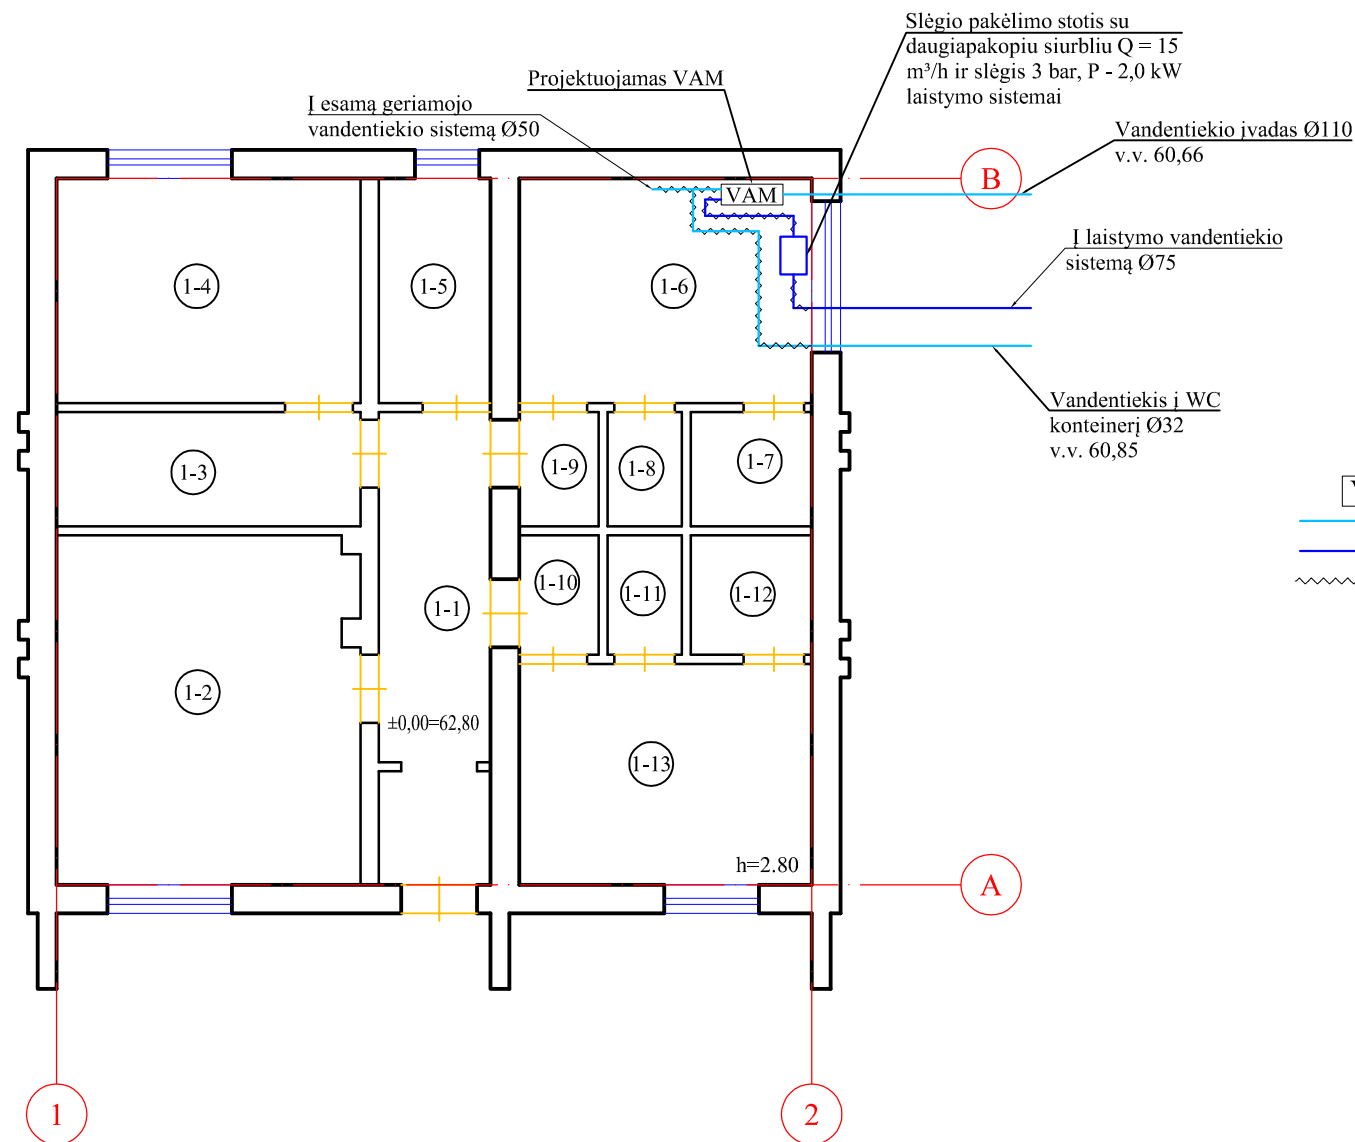 Slėgio pakėlimo stotis su
daugiapakopiu siurbliu Q = 15
m³/h ir slėgis 3 bar, P - 2,0 kW
laistymo sistemai
Projektuojamas VAM
Į esamą geriamojo
vandentiekio sistemą Ø50
Vandentiekio įvadas Ø110
v.v. 60,66
B
VAM
Į laistymo vandentiekio
sistemą Ø75
1-4
1-5
1-6
Vandentiekis į WC
konteinerį Ø32
v.v. 60,85
1-3
1-9
1-8
1-7
1-10
1-11
1-12
1-1
1-2
±0,00=62,80
1-13
h=2.80
A
1
2